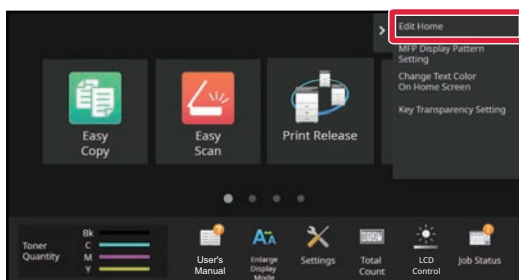 Edit Home
MFP Display Pattern
Setting
Change Text Color
On Home Screen
Key Transparency Setting
Easy
Copy
Easy
Scan
Print Release
Toner
Quantity
Bk
C
M
Y
User's
Manual
Enlarge
Display
Mode
Settings
Total
Count
LCD
Control
Job Status